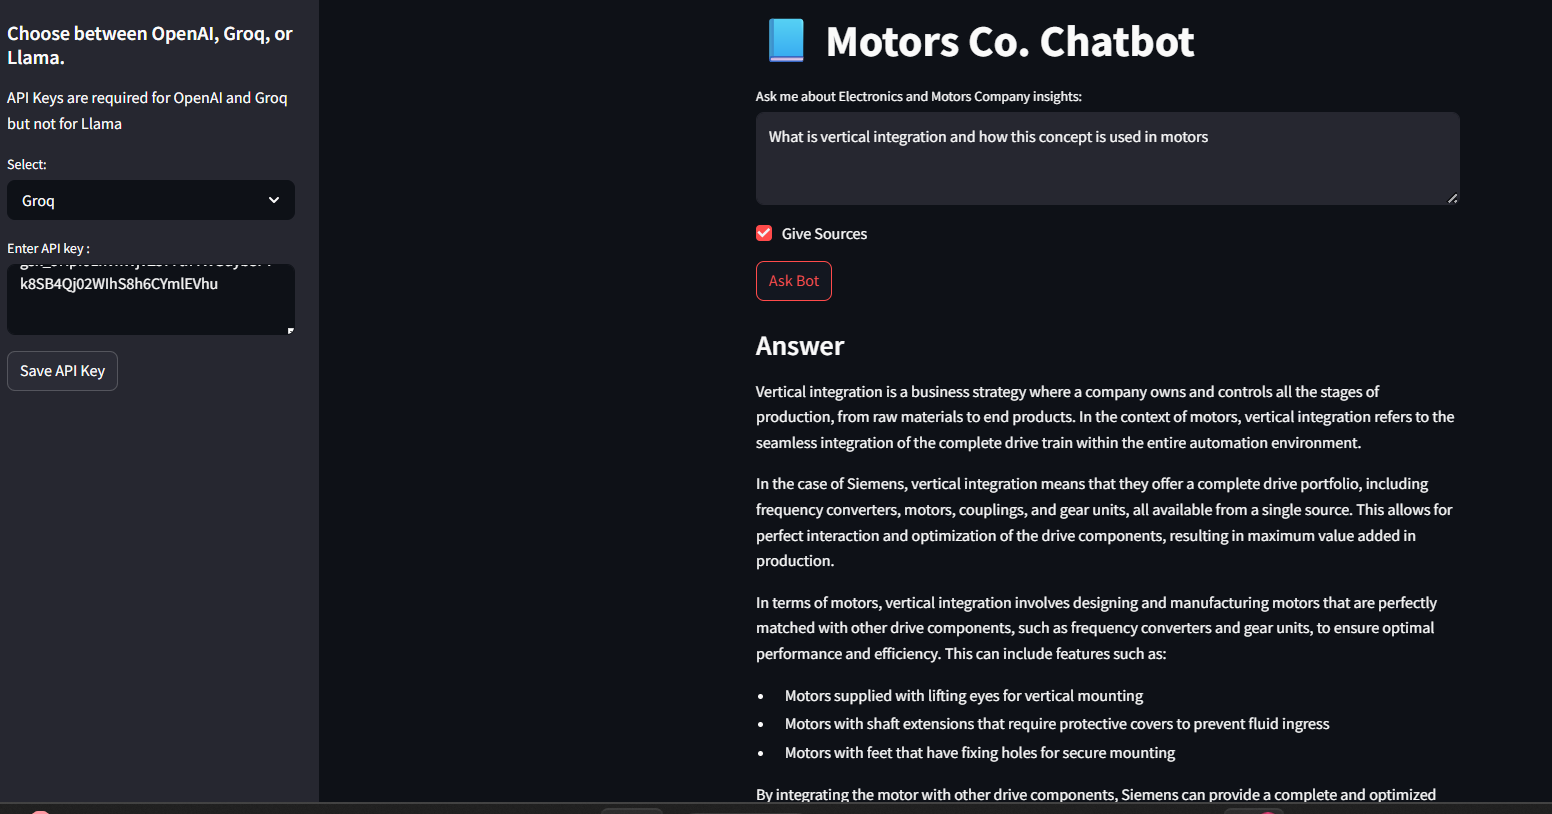 Choose between OpenAI, Groq, or
Llama.
API Keys are required for OpenAI and Groq
but not for Llama
Select:
Groq
Enter API key :
k8SB4Qj02WIhS8h6CYmlEVhu
Save API Key
Motors Co. Chatbot
Ask me about Electronics and Motors Company insights:
What is vertical integration and how this concept is used in motors
Give Sources
Ask Bot
Answer
Vertical integration is a business strategy where a company owns and controls all the stages of
production, from raw materials to end products. In the context of motors, vertical integration refers to the
seamless integration of the complete drive train within the entire automation environment.
In the case of Siemens, vertical integration means that they offer a complete drive portfolio, including
frequency converters, motors, couplings, and gear units, all available from a single source. This allows for
perfect interaction and optimization of the drive components, resulting in maximum value added in
production.
In terms of motors, vertical integration involves designing and manufacturing motors that are perfectly
matched with other drive components, such as frequency converters and gear units, to ensure optimal
performance and efficiency. This can include features such as:
• Motors supplied with lifting eyes for vertical mounting
• Motors with shaft extensions that require protective covers to prevent fluid ingress
• Motors with feet that have fixing holes for secure mounting
By integrating the motor with other drive components, Siemens can provide a complete and optimized